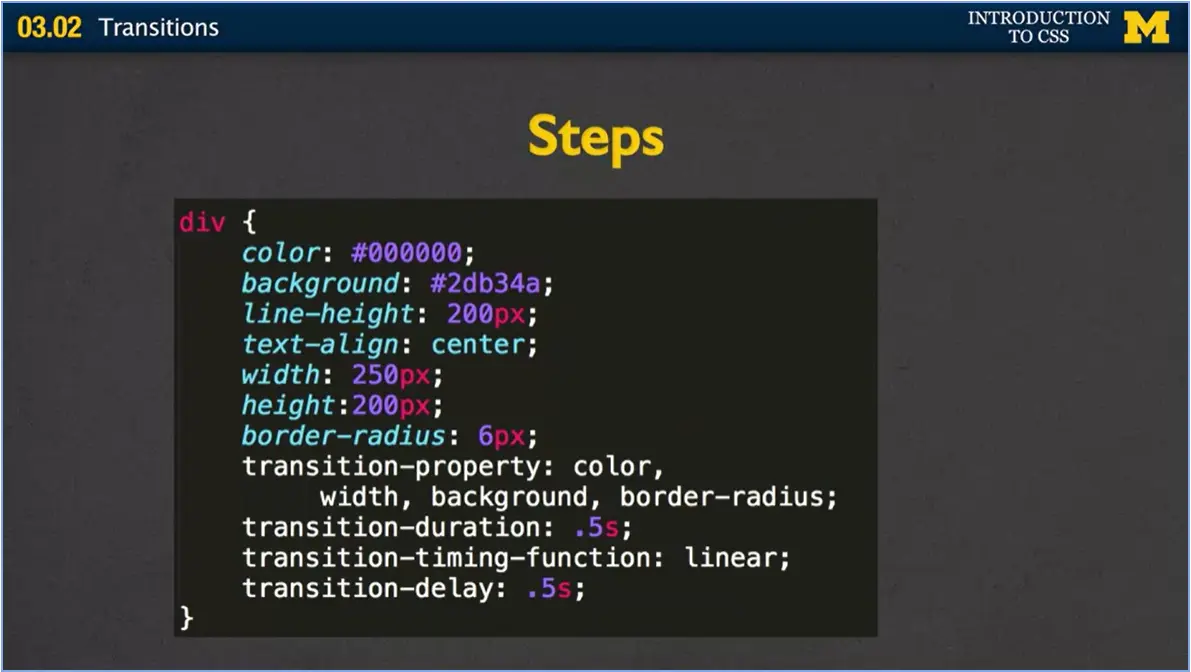 03.02 Transitions
INTRODUCTION
TO CSS
M
Steps
div {
    color: #000000;
    background: #2db34a;
    line-height: 200px;
    text-align: center;
    width: 250px;
    height:200px;
    border-radius: 6px;
    transition-property: color,
         width, background, border-radius;
    transition-duration: .5s;
    transition-timing-function: linear;
    transition-delay: .5s;
}